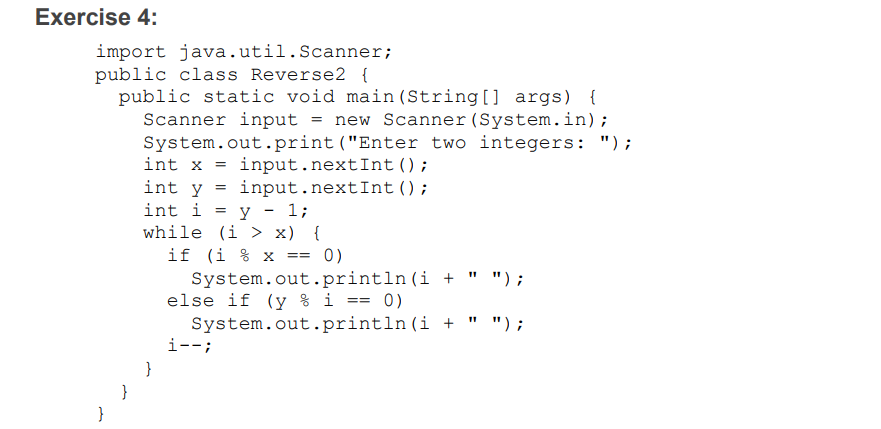 Exercise 4:
import java.util.Scanner;
public class Reverse2 {
public static void main(String[] args) {
Scanner input = new Scanner(System.in);
System.out.print("Enter two integers: ");
int x = input.nextInt();
int y = input.nextInt();
int i = y - 1;
while (i > x) {
if (i % x == 0)
System.out.println(i + " ");
else if (y % i == 0)
System.out.println(i + " ");
i--;
}
}
}